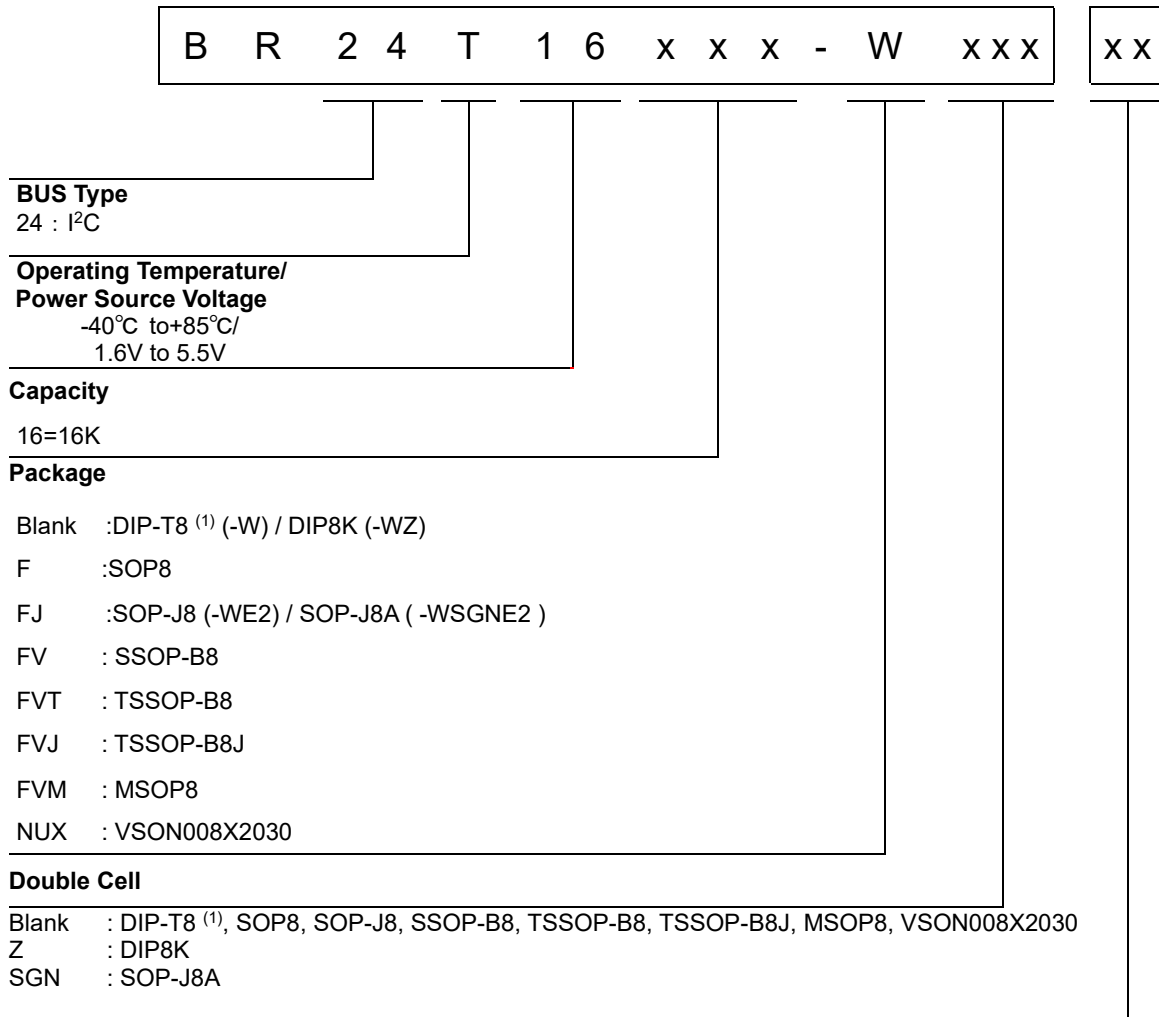 B R 2 4 T 1 6 x x x - W x x x x x
BUS Type
24 : I²C
Operating Temperature/
Power Source Voltage
-40℃ to+85℃/
1.6V to 5.5V
Capacity
16=16K
Package
Blank :DIP-T8 (1) (-W) / DIP8K (-WZ)
F :SOP8
FJ :SOP-J8 (-WE2) / SOP-J8A ( -WSGNE2 )
FV : SSOP-B8
FVT : TSSOP-B8
FVJ : TSSOP-B8J
FVM : MSOP8
NUX : VSON008X2030
Double Cell
Blank : DIP-T8 (1), SOP8, SOP-J8, SSOP-B8, TSSOP-B8, TSSOP-B8J, MSOP8, VSON008X2030
Z : DIP8K
SGN : SOP-J8A